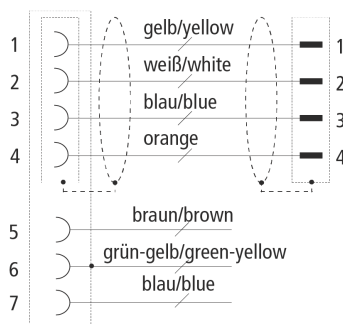 1 gelb/yellow 1
2 weiß/white 2
3 blau/blue 3
4 orange 4
5 braun/brown
6 grün-gelb/green-yellow
7 blau/blue